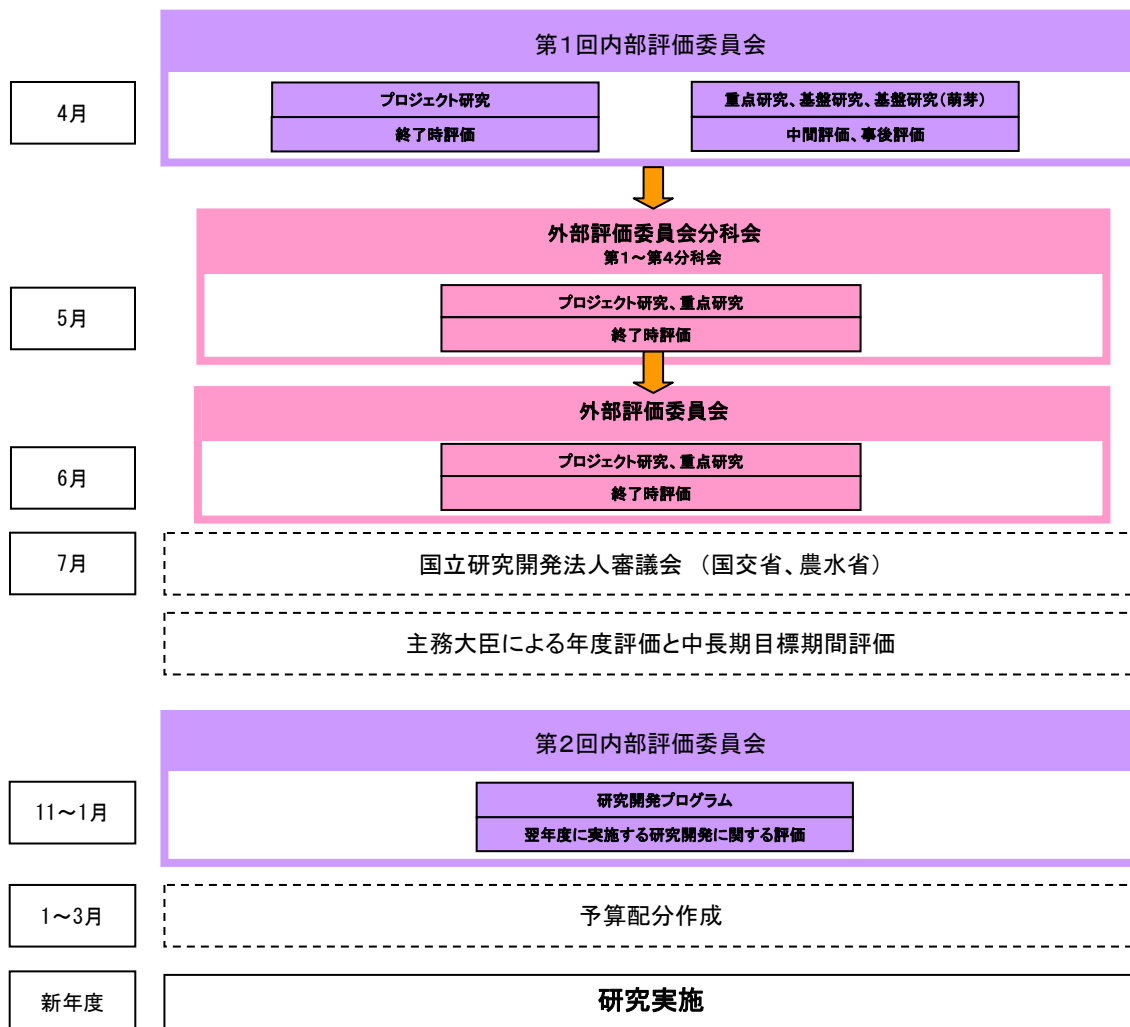 第1回内部評価委員会
4月
プロジェクト研究
終了時評価
重点研究、基盤研究、基盤研究(萌芽)
中間評価、事後評価
外部評価委員会分科会
第1～第4分科会
5月
プロジェクト研究、重点研究
終了時評価
外部評価委員会
6月
プロジェクト研究、重点研究
終了時評価
7月
国立研究開発法人審議会 （国交省、農水省）
主務大臣による年度評価と中長期目標期間評価
第2回内部評価委員会
11～1月
研究開発プログラム
翌年度に実施する研究開発に関する評価
1～3月
予算配分作成
新年度
研究実施